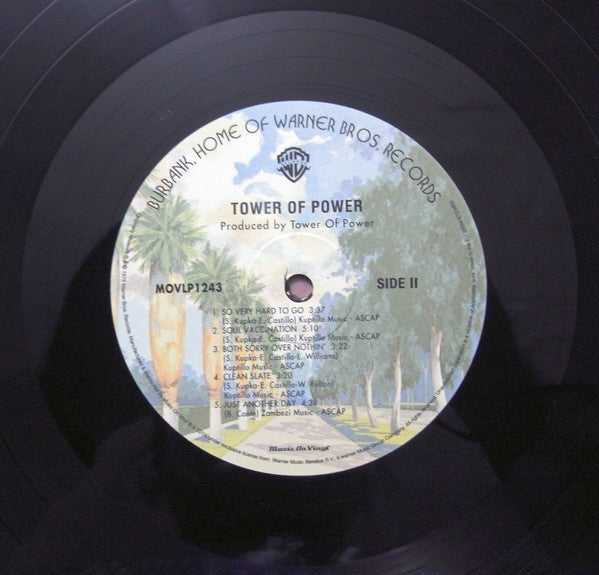 BURBANK, HOME OF WARNER BROS. RECORDS
TOWER OF POWER
Produced by Tower Of Power
MOVLP1243
SIDE II
1. SO VERY HARD TO GO 3:37
(S. Kupka-E. Castillo) Kuptillo Music - ASCAP
2. SOUL VACCINATION 5:10
(S. Kupka-E. Castillo) Kuptillo Music - ASCAP
3. BOTH SORRY OVER NOTHIN' 3:22
(S. Kupka-E. Castillo-L. Williams)
Kuptillo Music - ASCAP
4. CLEAN SLATE 3:20
(S. Kupka-E. Castillo-W. Fulton)
Kuptillo Music - ASCAP
5. JUST ANOTHER DAY 4:38
(B. Conte) Zambezi Music - ASCAP
Music On Vinyl